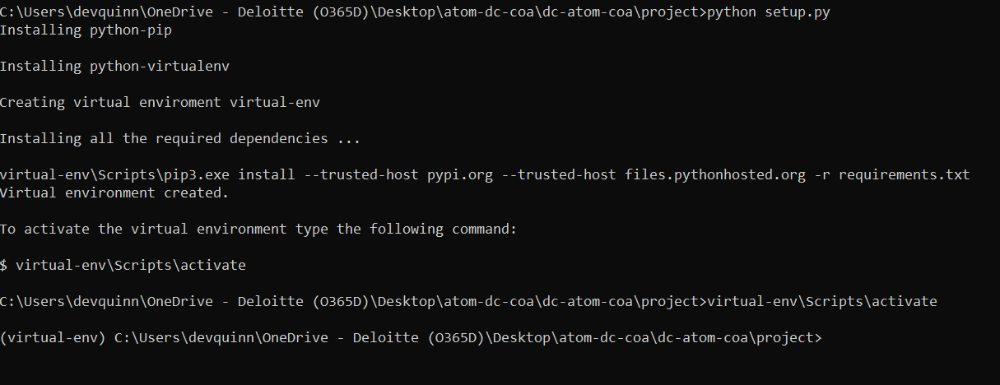 C:\Users\devquinn\OneDrive - Deloitte (O365D)\Desktop\atom-dc-coa\dc-atom-coa\project>python setup.py
Installing python-pip
Installing python-virtualenv
Creating virtual enviroment virtual-env
Installing all the required dependencies ...
virtual-env\Scripts\pip3.exe install --trusted-host pypi.org --trusted-host files.pythonhosted.org -r requirements.txt
Virtual environment created.
To activate the virtual environment type the following command:
$ virtual-env\Scripts\activate
C:\Users\devquinn\OneDrive - Deloitte (O365D)\Desktop\atom-dc-coa\dc-atom-coa\project>virtual-env\Scripts\activate
(virtual-env) C:\Users\devquinn\OneDrive - Deloitte (O365D)\Desktop\atom-dc-coa\dc-atom-coa\project>